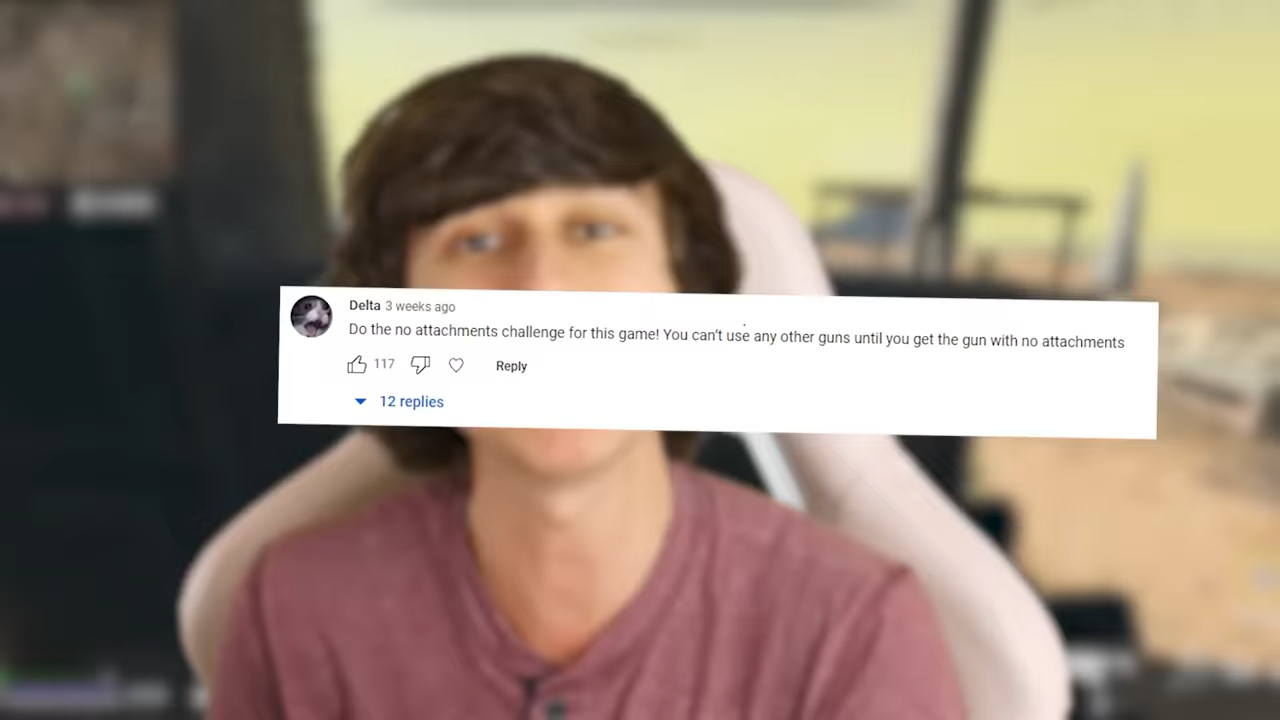 Delta 3 weeks ago
Do the no attachments challenge for this game! You can't use any other guns until you get the gun with no attachments
117 Reply
12 replies